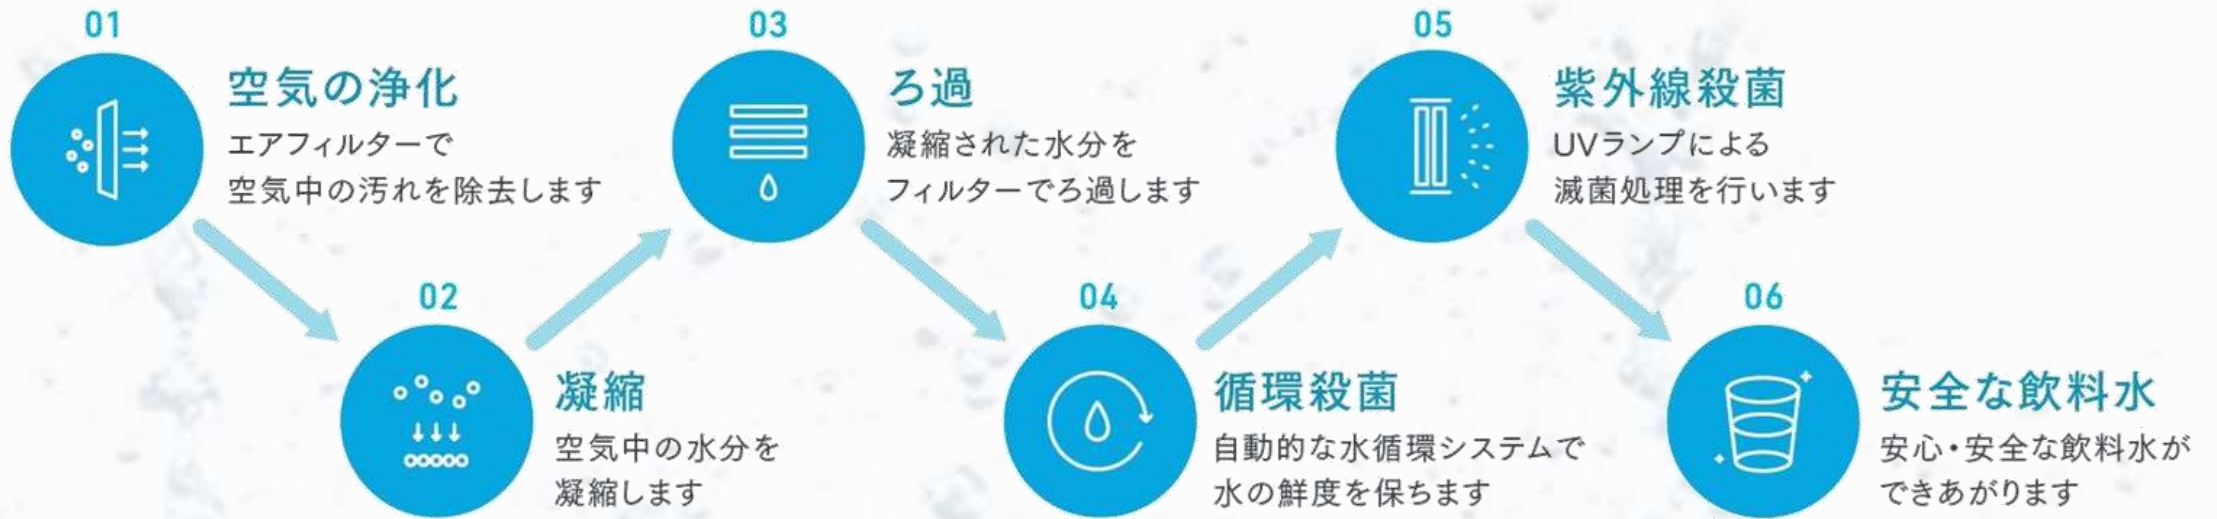 01
空気の浄化
エアフィルターで
空気中の汚れを除去します
02
凝縮
空気中の水分を
凝縮します
03
ろ過
凝縮された水分を
フィルターでろ過します
04
循環殺菌
自動的な水循環システムで
水の鮮度を保ちます
05
紫外線殺菌
UVランプによる
滅菌処理を行います
06
安全な飲料水
安心・安全な飲料水が
できあがります